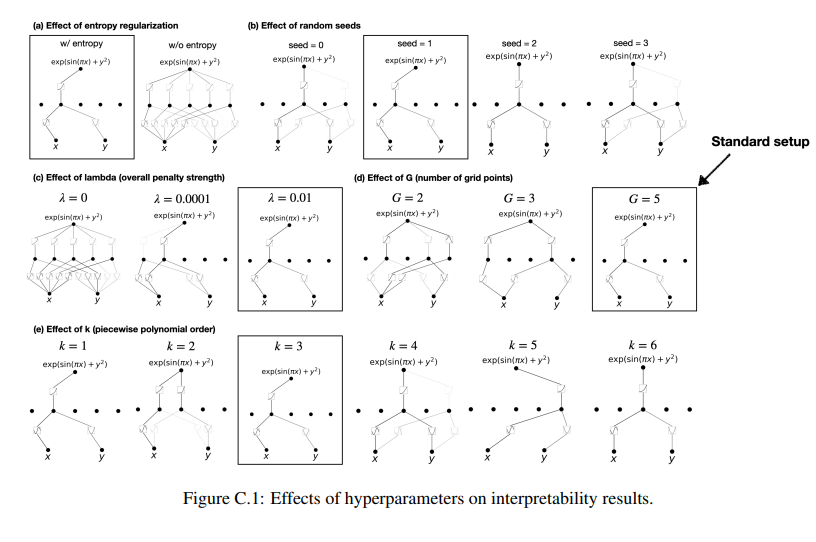 (a) Effect of entropy regularization
(b) Effect of random seeds
w/ entropy
w/o entropy
seed = 0
seed = 1
seed = 2
seed = 3
exp(sin(πx) + y²)
exp(sin(πx) + y²)
exp(sin(πx) + y²)
exp(sin(πx) + y²)
exp(sin(πx) + y²)
exp(sin(πx) + y²)
x
y
x
y
x
y
x
y
x
y
x
y
Standard setup
(c) Effect of lambda (overall penalty strength)
(d) Effect of G (number of grid points)
λ = 0
λ = 0.0001
λ = 0.01
G = 2
G = 3
G = 5
exp(sin(πx) + y²)
exp(sin(πx) + y²)
exp(sin(πx) + y²)
exp(sin(πx) + y²)
exp(sin(πx) + y²)
exp(sin(πx) + y²)
x
y
x
y
x
y
x
y
x
y
x
y
(e) Effect of k (piecewise polynomial order)
k = 1
k = 2
k = 3
k = 4
k = 5
k = 6
exp(sin(πx) + y²)
exp(sin(πx) + y²)
exp(sin(πx) + y²)
exp(sin(πx) + y²)
exp(sin(πx) + y²)
exp(sin(πx) + y²)
x
y
x
y
x
y
x
y
x
y
x
y
Figure C.1: Effects of hyperparameters on interpretability results.